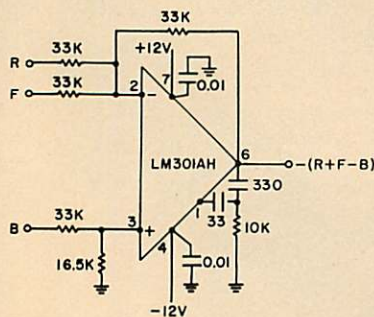 33K
33K
+12V
R
0.01
33K
7
F
2
-
6
LM301AH
-(R+F-B)
330
1
33
33K
3
+
10K
B
4
16.5K
0.01
-12V